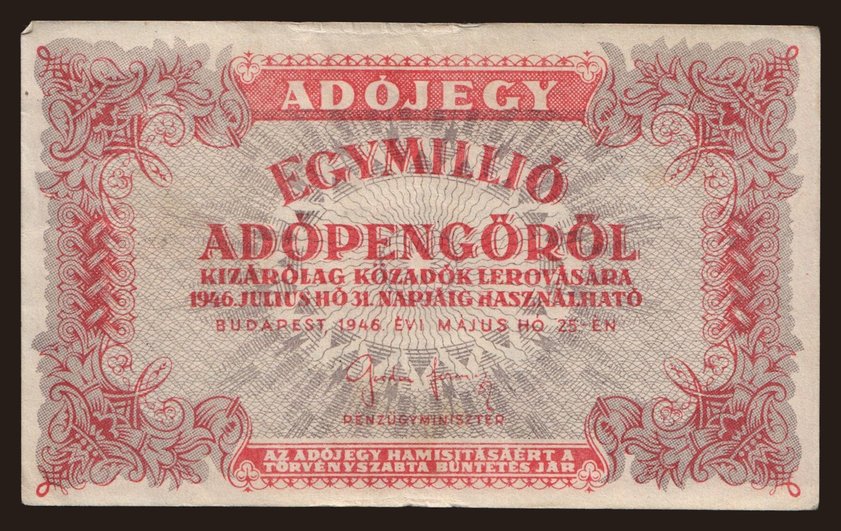 ADÓJEGY
EGYMILLIÓ
ADÓPENGŐRŐL
KIZÁRÓLAG KÖZADÓK LEROVÁSÁRA
1946. JULIUS HÓ 31. NAPJÁIG HASZNÁLHATÓ
BUDAPEST, 1946. ÉVI MÁJUS HÓ 25-ÉN
PÉNZÜGYMINISZTER
AZ ADÓJEGY HAMISITÁSÁÉRT A
TÖRVÉNYSZABTA BÜNTETÉS JÁR